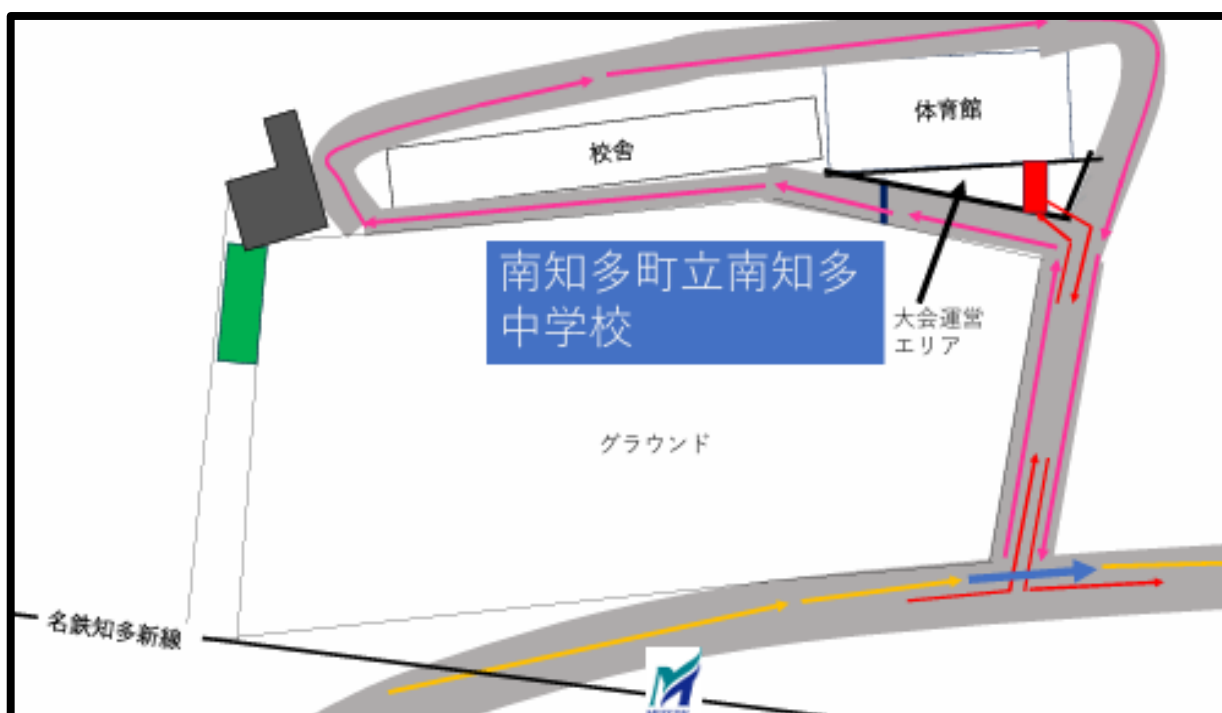 体育館
校舎
南知多町立南知多
中学校
大会運営
エリア
グラウンド
名鉄知多新線